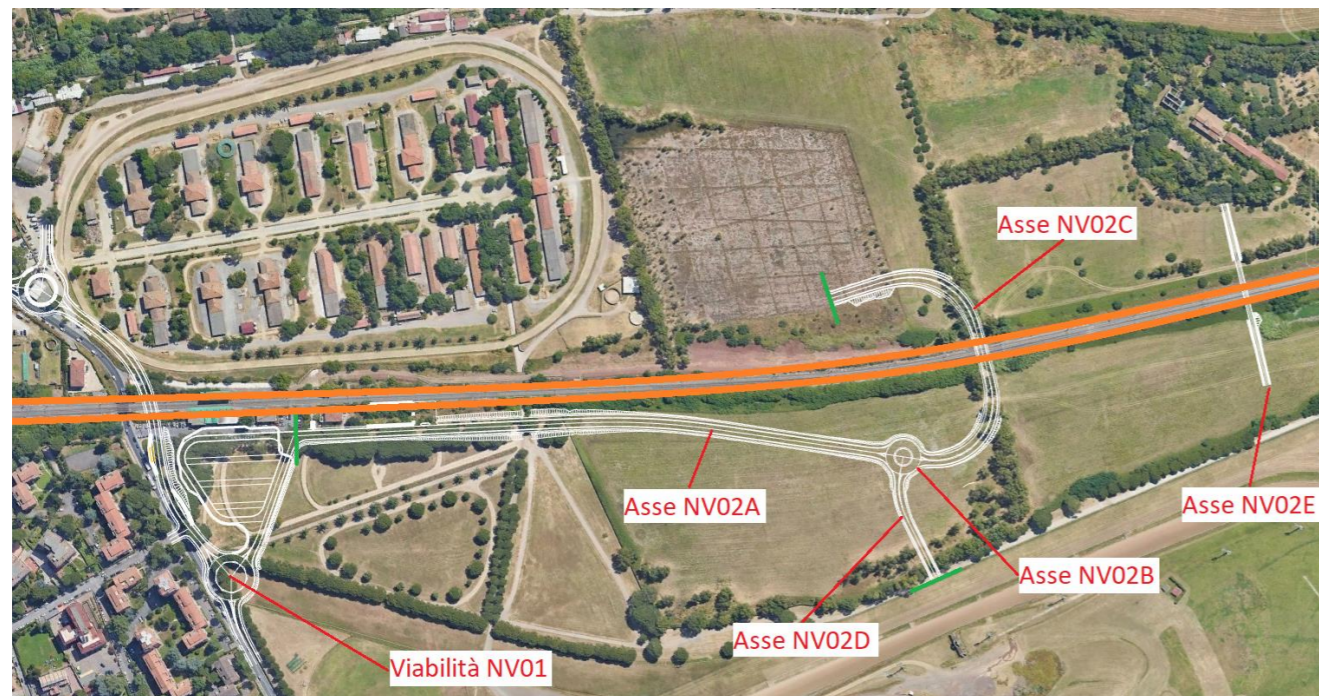 Asse NV02C
Asse NV02A
Asse NV02E
Asse NV02B
Asse NV02D
Viabilità NV01